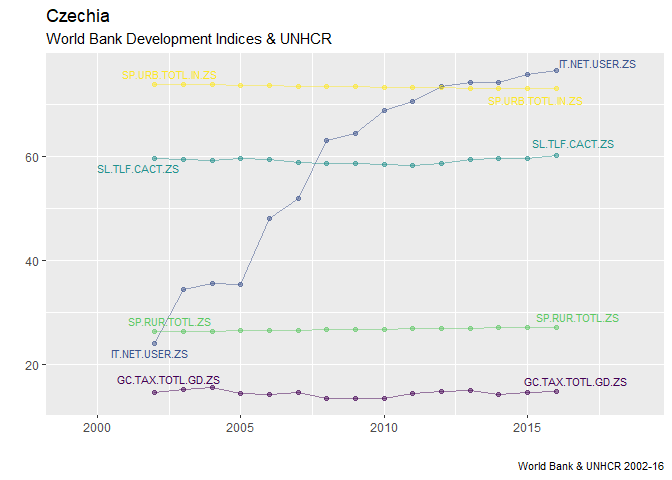 Czechia
World Bank Development Indices & UNHCR
IT.NET.USER.ZS
SP.URB.TOTL.IN.ZS
SP.URB.TOTL.IN.ZS
60
SL.TLF.CACT.ZS
SL.TLF.CACT.ZS
40
SP.RUR.TOTL.ZS
SP.RUR.TOTL.ZS
IT.NET.USER.ZS
20
GC.TAX.TOTL.GD.ZS
GC.TAX.TOTL.GD.ZS
2000 2005 2010 2015
World Bank & UNHCR 2002-16